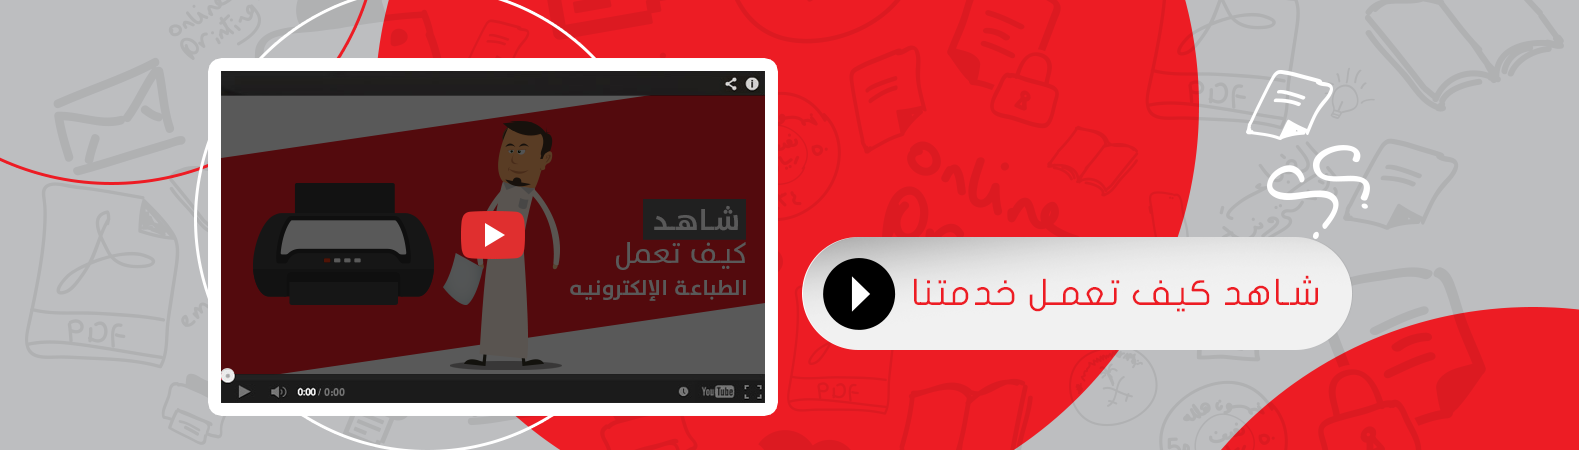 online
printing
PDF
شاهد
كيف تعمل
الطباعة الإلكترونيه
0:00 / 0:00
YouTube
online
PDF
شاهد كيف تعمل خدمتنا
PDF